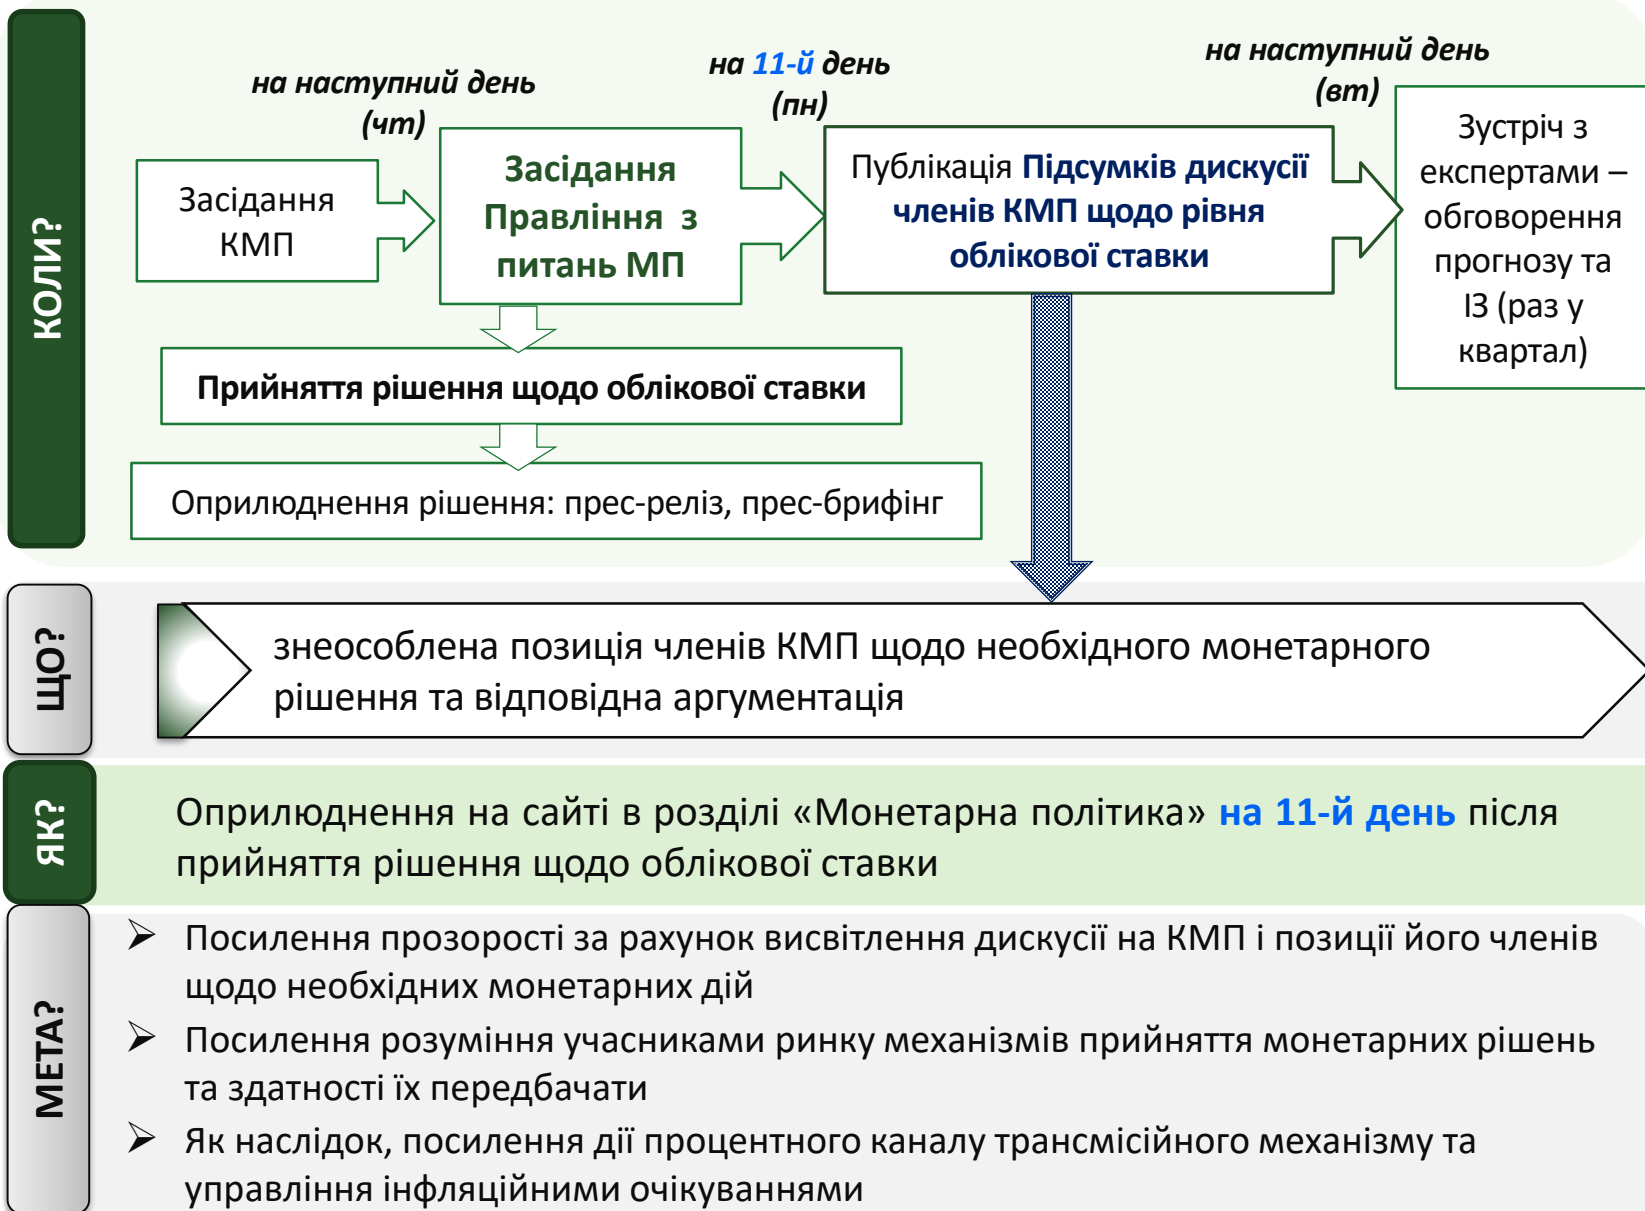 КОЛИ?
на наступний день
(чт)
на 11-й день
(пн)
на наступний день
(вт)
Засідання
КМП
Засідання
Правління з
питань МП
Публікація Підсумків дискусії
членів КМП щодо рівня
облікової ставки
Зустріч з
експертами –
обговорення
прогнозу та
ІЗ (раз у
квартал)
Прийняття рішення щодо облікової ставки
Оприлюднення рішення: прес-реліз, прес-брифінг
ЩО?
знеособлена позиція членів КМП щодо необхідного монетарного
рішення та відповідна аргументація
ЯК?
Оприлюднення на сайті в розділі «Монетарна політика» на 11-й день після
прийняття рішення щодо облікової ставки
МЕТА?
Посилення прозорості за рахунок висвітлення дискусії на КМП і позиції його членів
щодо необхідних монетарних дій
Посилення розуміння учасниками ринку механізмів прийняття монетарних рішень
та здатності їх передбачати
Як наслідок, посилення дії процентного каналу трансмісійного механізму та
управління інфляційними очікуваннями